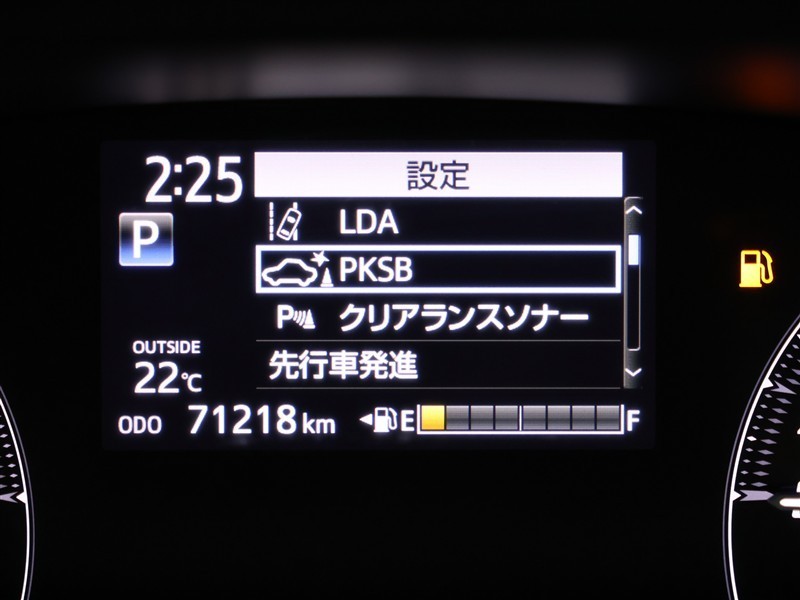 2:25
設定
P
LDA
PKSB
P クリアランスソナー
先行車発進
OUTSIDE
22℃
ODO 71218 km E F